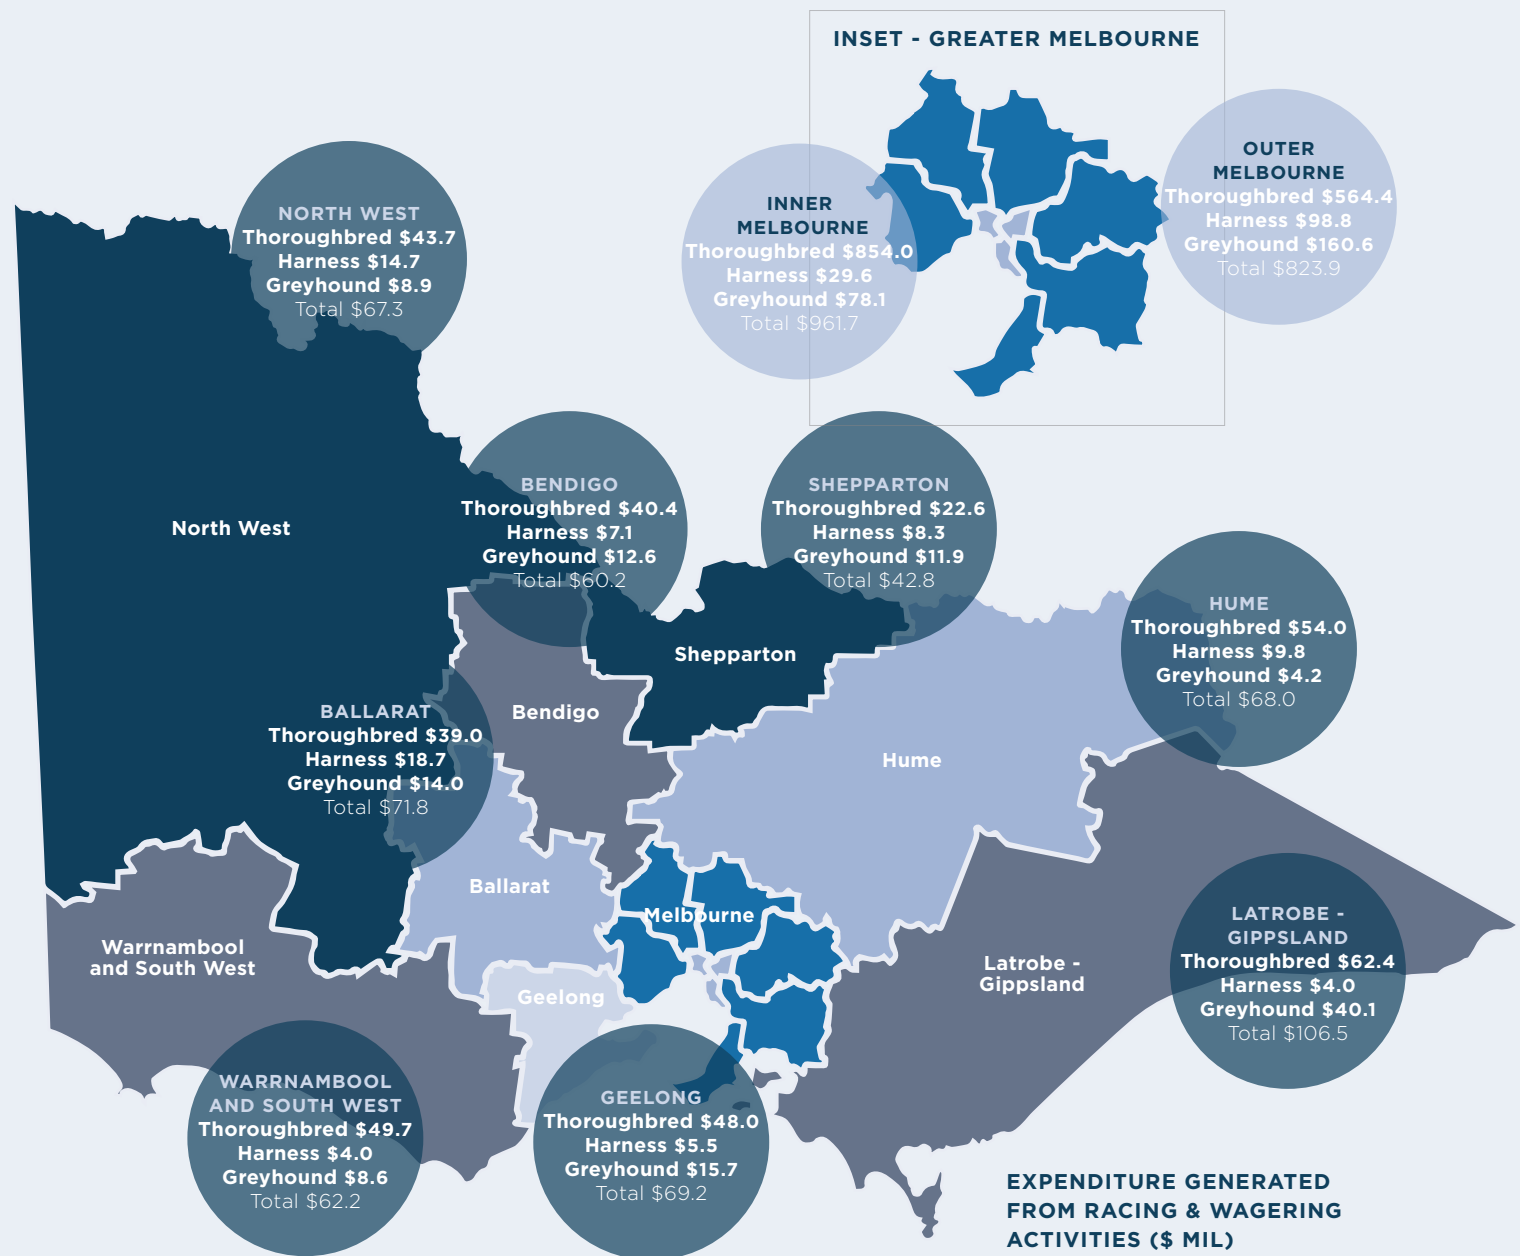 INSET - GREATER MELBOURNE
OUTER
MELBOURNE
Thoroughbred $564.4
Harness $98.8
Greyhound $160.6
Total $823.9
INNER
MELBOURNE
Thoroughbred $854.0
Harness $29.6
Greyhound $78.1
Total $961.7
NORTH WEST
Thoroughbred $43.7
Harness $14.7
Greyhound $8.9
Total $67.3
BENDIGO
Thoroughbred $40.4
Harness $7.1
Greyhound $12.6
Total $60.2
SHEPPARTON
Thoroughbred $22.6
Harness $8.3
Greyhound $11.9
Total $42.8
North West
HUME
Thoroughbred $54.0
Harness $9.8
Greyhound $4.2
Total $68.0
Shepparton
Bendigo
BALLARAT
Thoroughbred $39.0
Harness $18.7
Greyhound $14.0
Total $71.8
Hume
Ballarat
Melbourne
Warrnambool
and South West
Latrobe -
Gippsland
Geelong
LATROBE -
GIPPSLAND
Thoroughbred $62.4
Harness $4.0
Greyhound $40.1
Total $106.5
WARRNAMBOOL
AND SOUTH WEST
Thoroughbred $49.7
Harness $4.0
Greyhound $8.6
Total $62.2
GEELONG
Thoroughbred $48.0
Harness $5.5
Greyhound $15.7
Total $69.2
EXPENDITURE GENERATED
FROM RACING & WAGERING
ACTIVITIES ($ MIL)